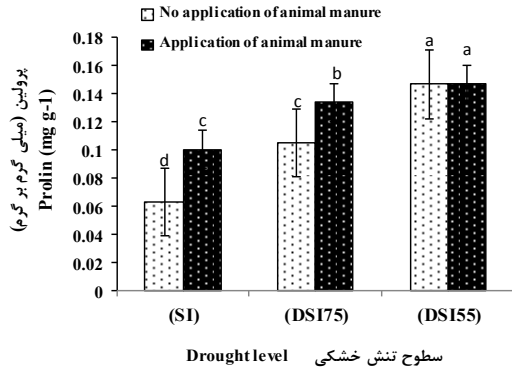 No application of animal manure
Application of animal manure
پرولین (میلی گرم بر گرم)
Prolin (mg g-1)
0.18
0.16
0.14
0.12
0.1
0.08
0.06
0.04
0.02
0
d
c
c
b
a
a
(SI)
(DSI75)
(DSI55)
Drought level سطوح تنش خشکی